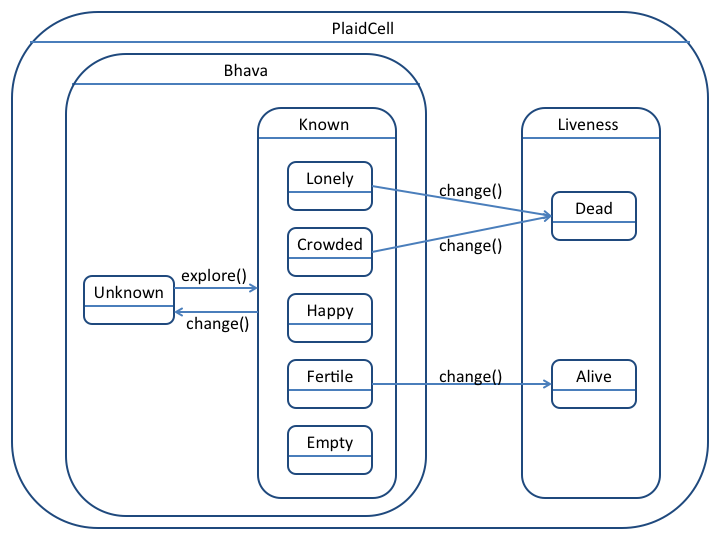 PlaidCell
Bhava
Known
Liveness
Lonely
change()
Dead
Crowded
change()
explore()
Unknown
change()
Happy
Fertile
change()
Alive
Empty